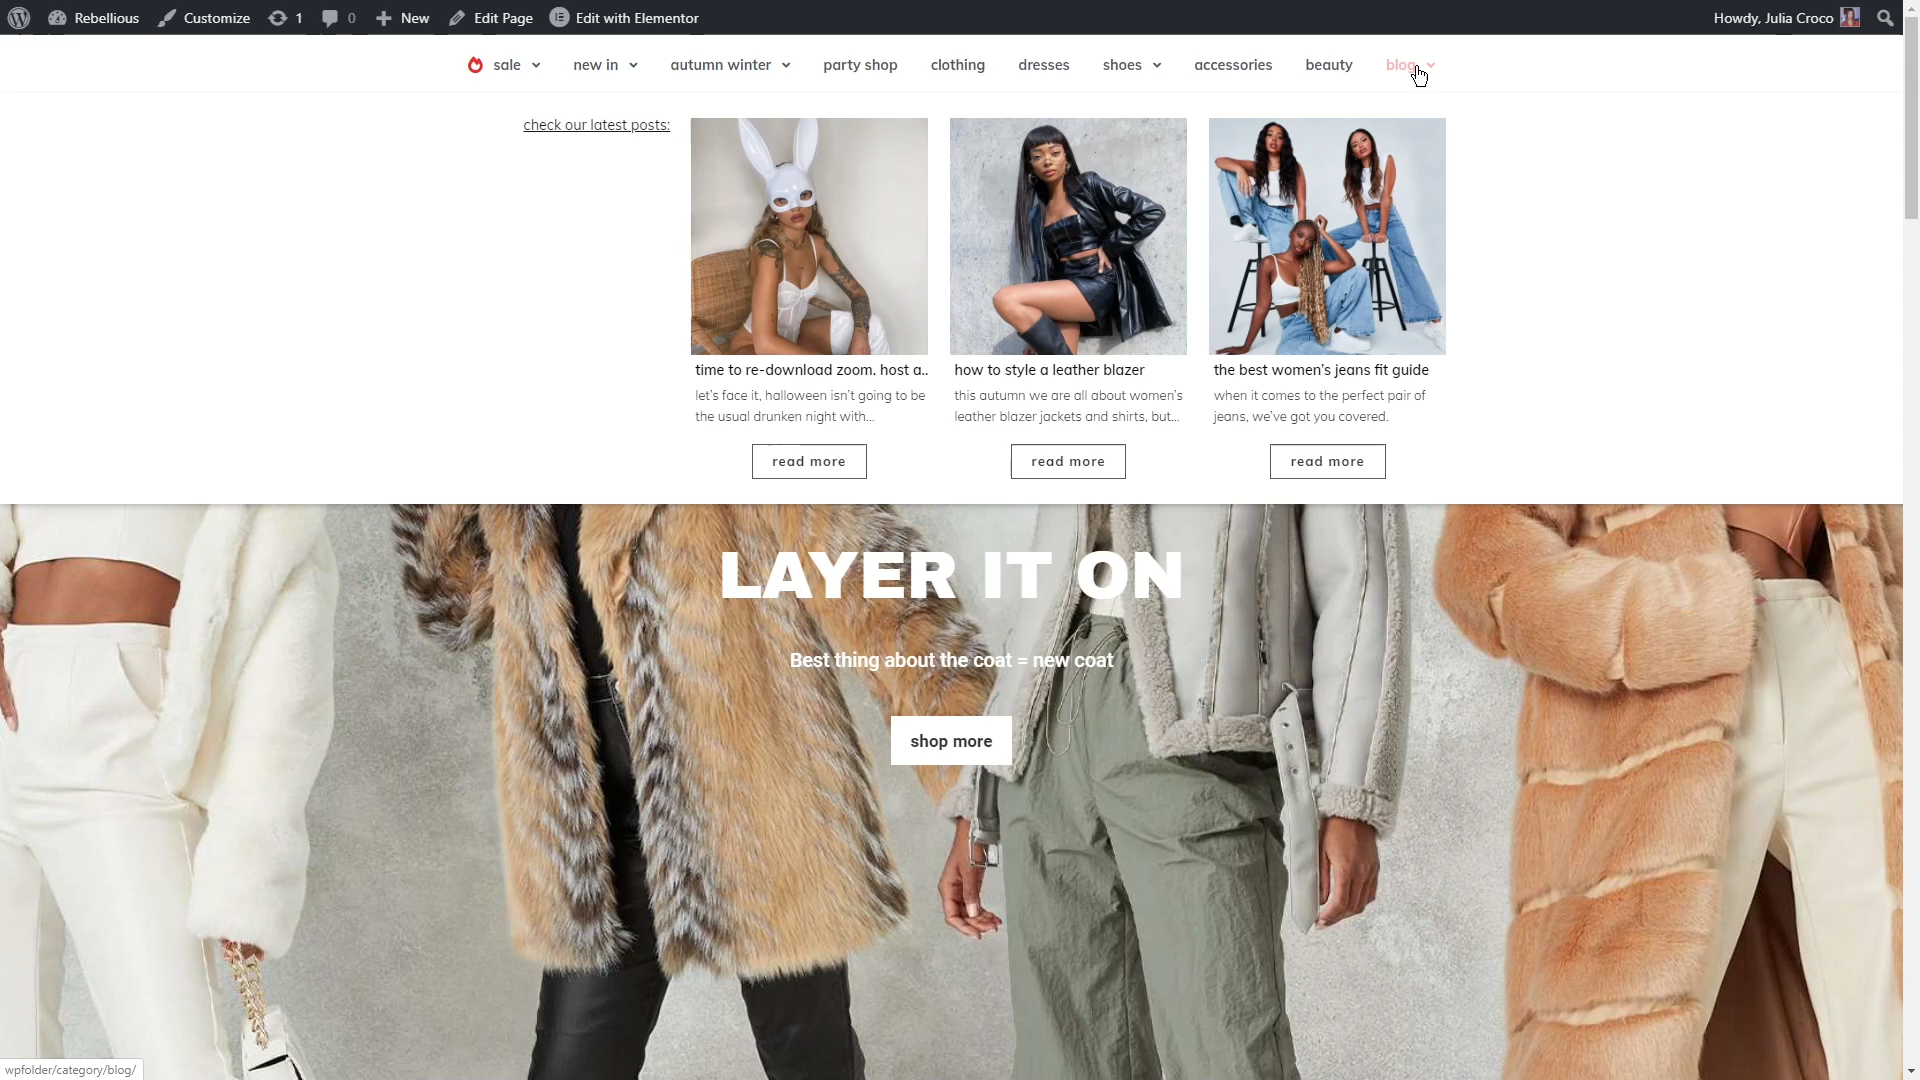 Rebellious Customize 1 0 New Edit Page Edit with Elementor Howdy, Julia Croco
sale new in autumn winter party shop clothing dresses shoes accessories beauty blog
check our latest posts:
time to re-download zoom. host a..
let's face it, halloween isn't going to be
the usual drunken night with...
read more
how to style a leather blazer
this autumn we are all about women's
leather blazer jackets and shirts, but...
read more
the best women's jeans fit guide
when it comes to the perfect pair of
jeans, we've got you covered.
read more
LAYER IT ON
Best thing about the coat = new coat
shop more
wpfolder/category/blog/